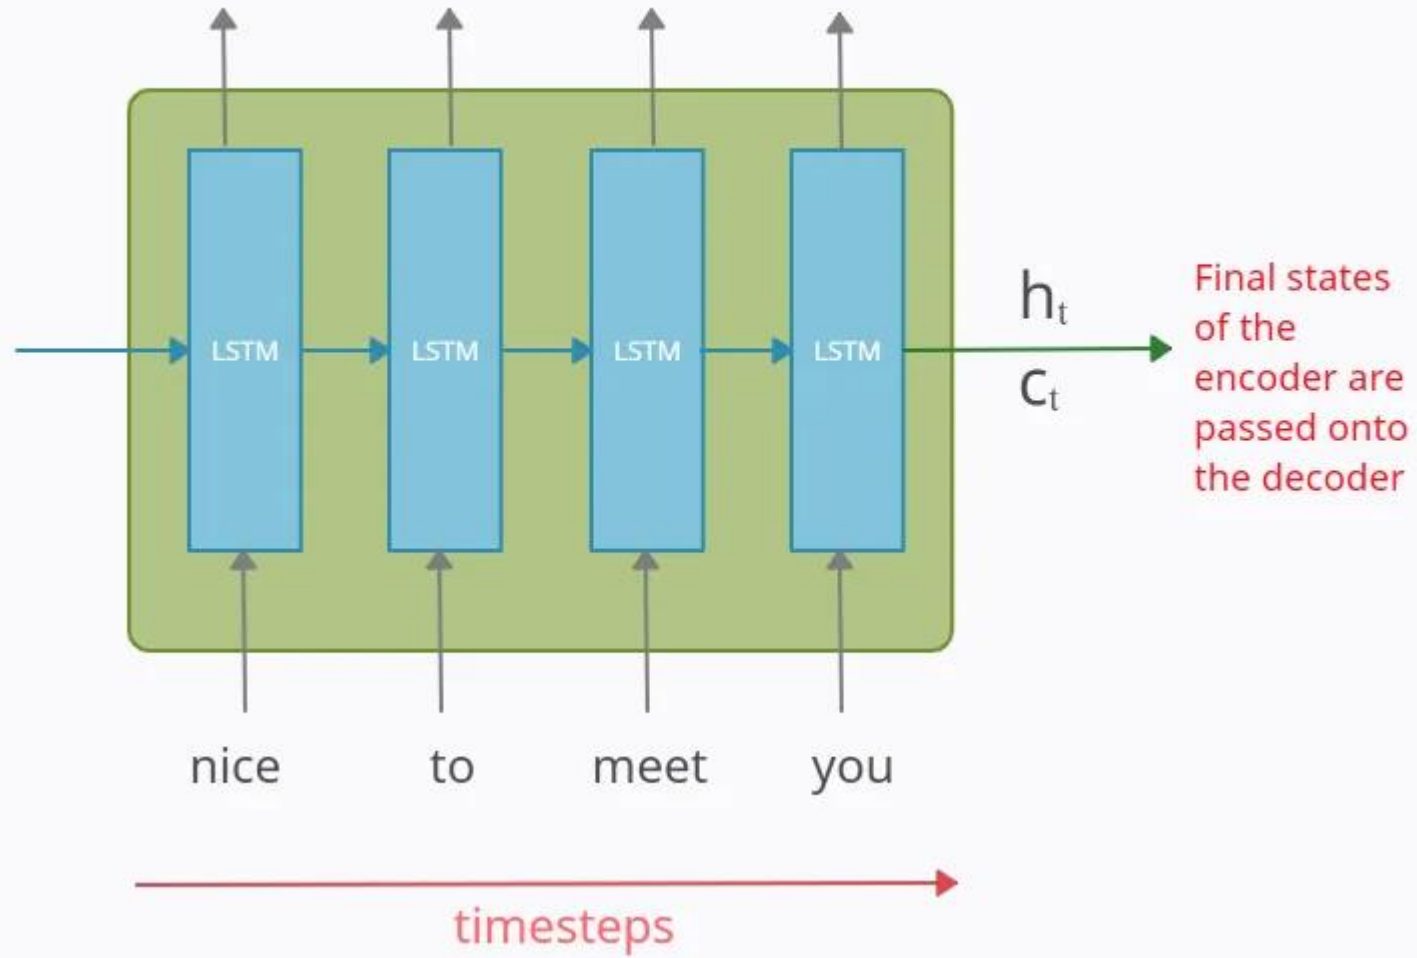 LSTM LSTM LSTM LSTM
hₜ
cₜ
Final states
of the
encoder are
passed onto
the decoder
nice to meet you
timesteps